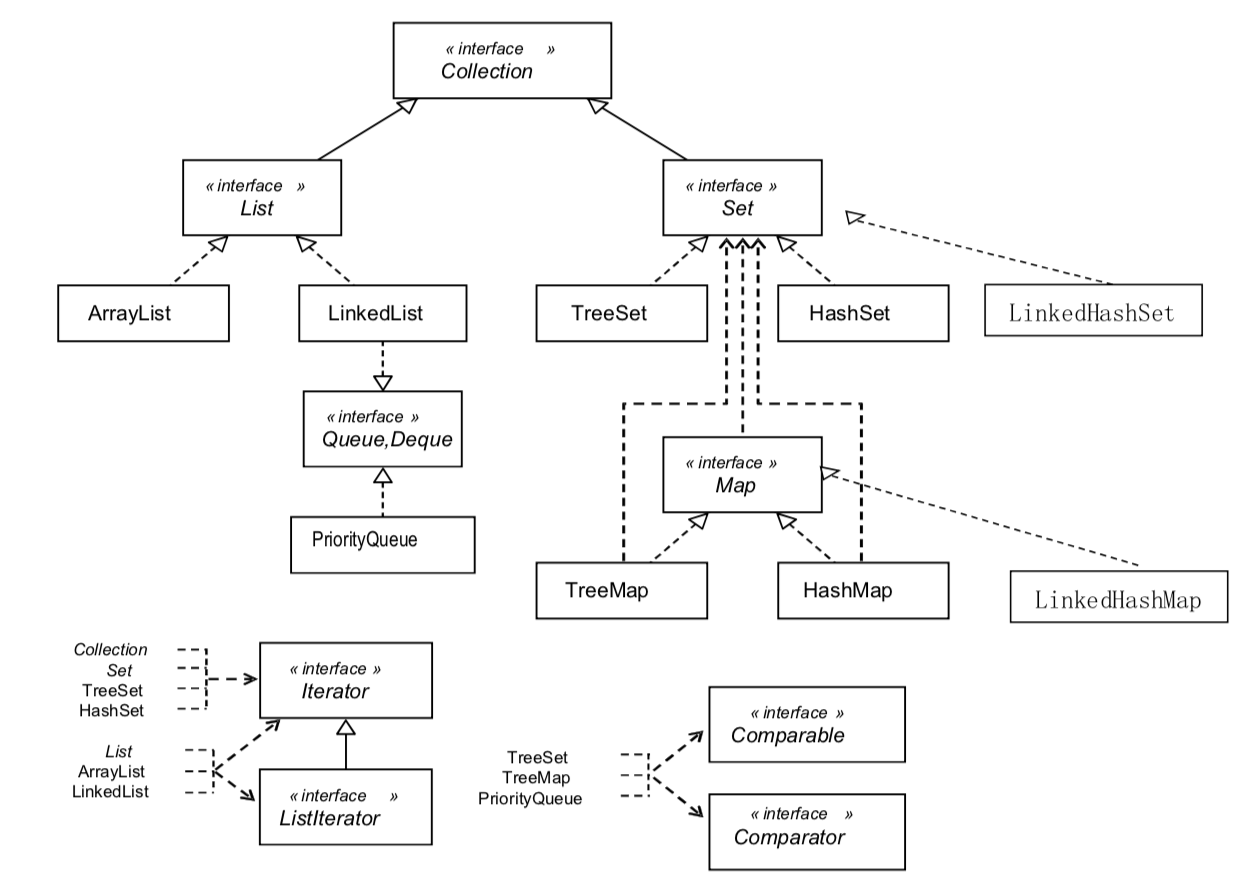 « interface »
Collection
« interface »
List
« interface »
Set
ArrayList
LinkedList
TreeSet
HashSet
LinkedHashSet
« interface »
Queue,Deque
« interface »
Map
PriorityQueue
TreeMap
HashMap
LinkedHashMap
Collection
Set
TreeSet
HashSet
« interface »
Iterator
List
ArrayList
LinkedList
« interface »
ListIterator
TreeSet
TreeMap
PriorityQueue
« interface »
Comparable
« interface »
Comparator